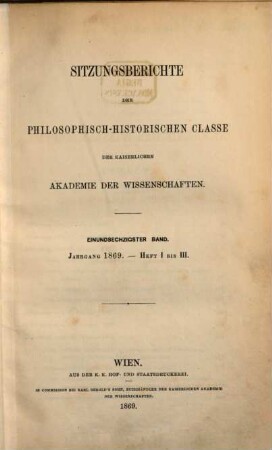 SITZUNGSBERICHTE
DER
PHILOSOPHISCH-HISTORISCHEN CLASSE
DER KAISERLICHEN
AKADEMIE DER WISSENSCHAFTEN.
EINUNDSECHZIGSTER BAND.
JAHRGANG 1869. — HEFT I BIS III.
WIEN.
AUS DER K. K. HOF- UND STAATSDRUCKEREI.
IN COMMISSION BEI KARL GEROLD'S SOHN, BUCHHÄNDLER DER KAISERLICHEN AKADEMIE
DER WISSENSCHAFTEN.
1869.